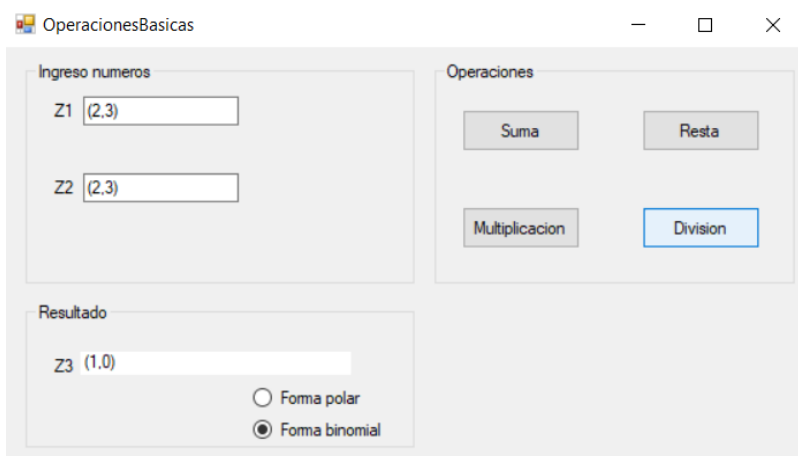 OperacionesBasicas
Ingreso numeros
Z1 (2,3)
Z2 (2,3)
Operaciones
Suma Resta
Multiplicacion Division
Resultado
Z3 (1,0)
Forma polar
Forma binomial